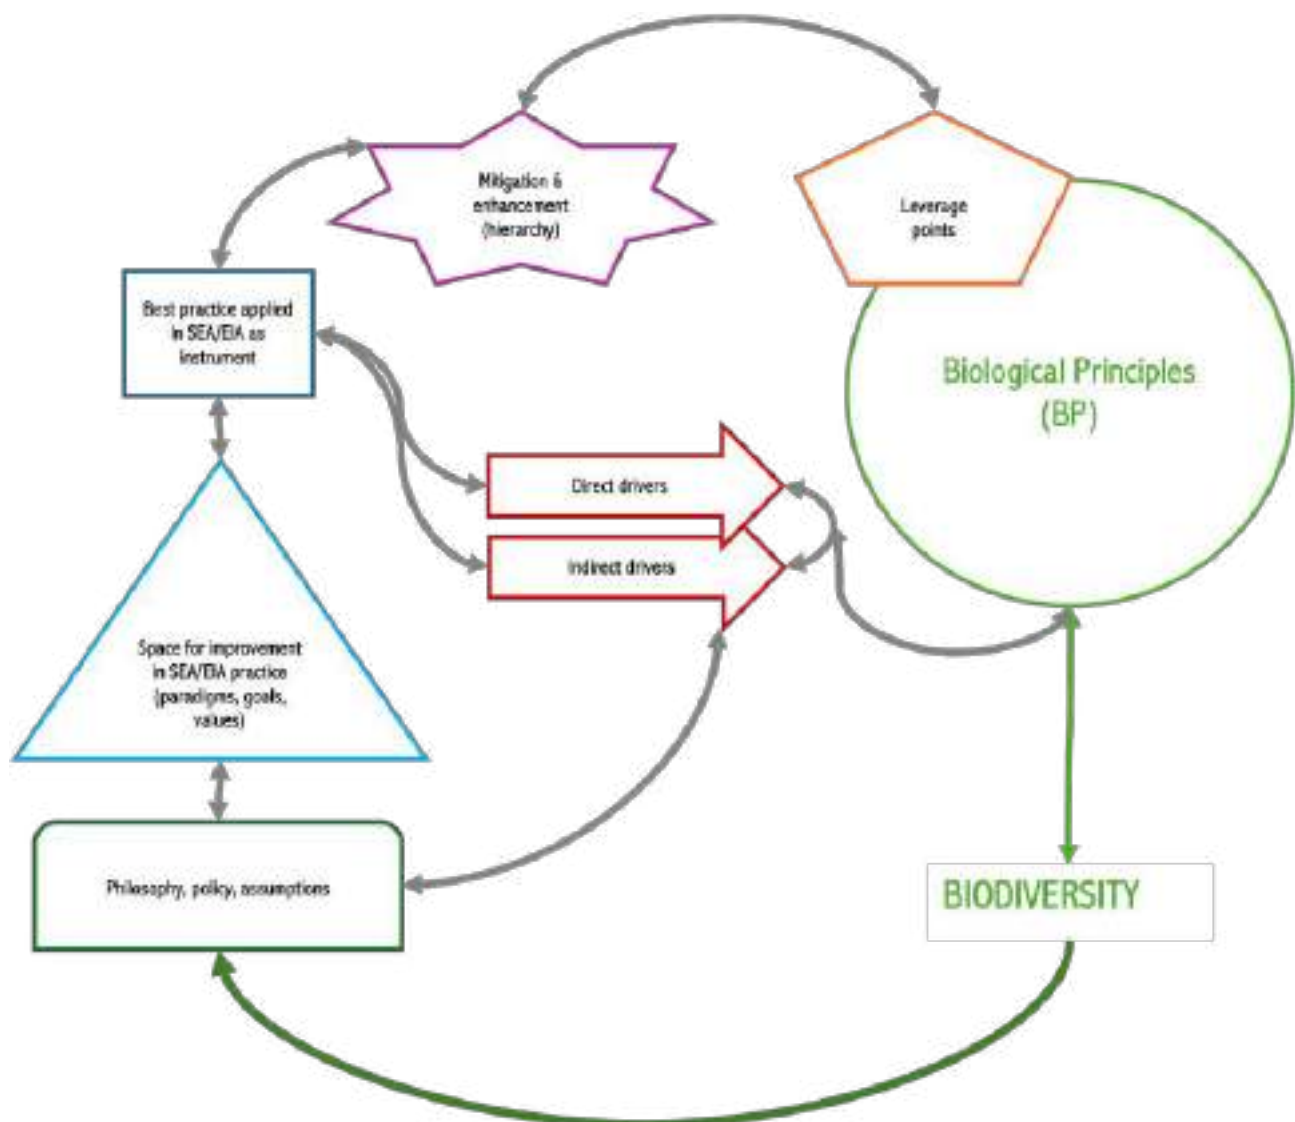 Mitigation &
enhancement
(hierarchy)
Leverage
points
Best practice applied
in SEA/EIA as
instrument
Biological Principles
(BP)
Direct drivers
Indirect drivers
Space for improvement
in SEA/EIA practice
(paradigms, goals,
values)
Philosophy, policy, assumptions
BIODIVERSITY